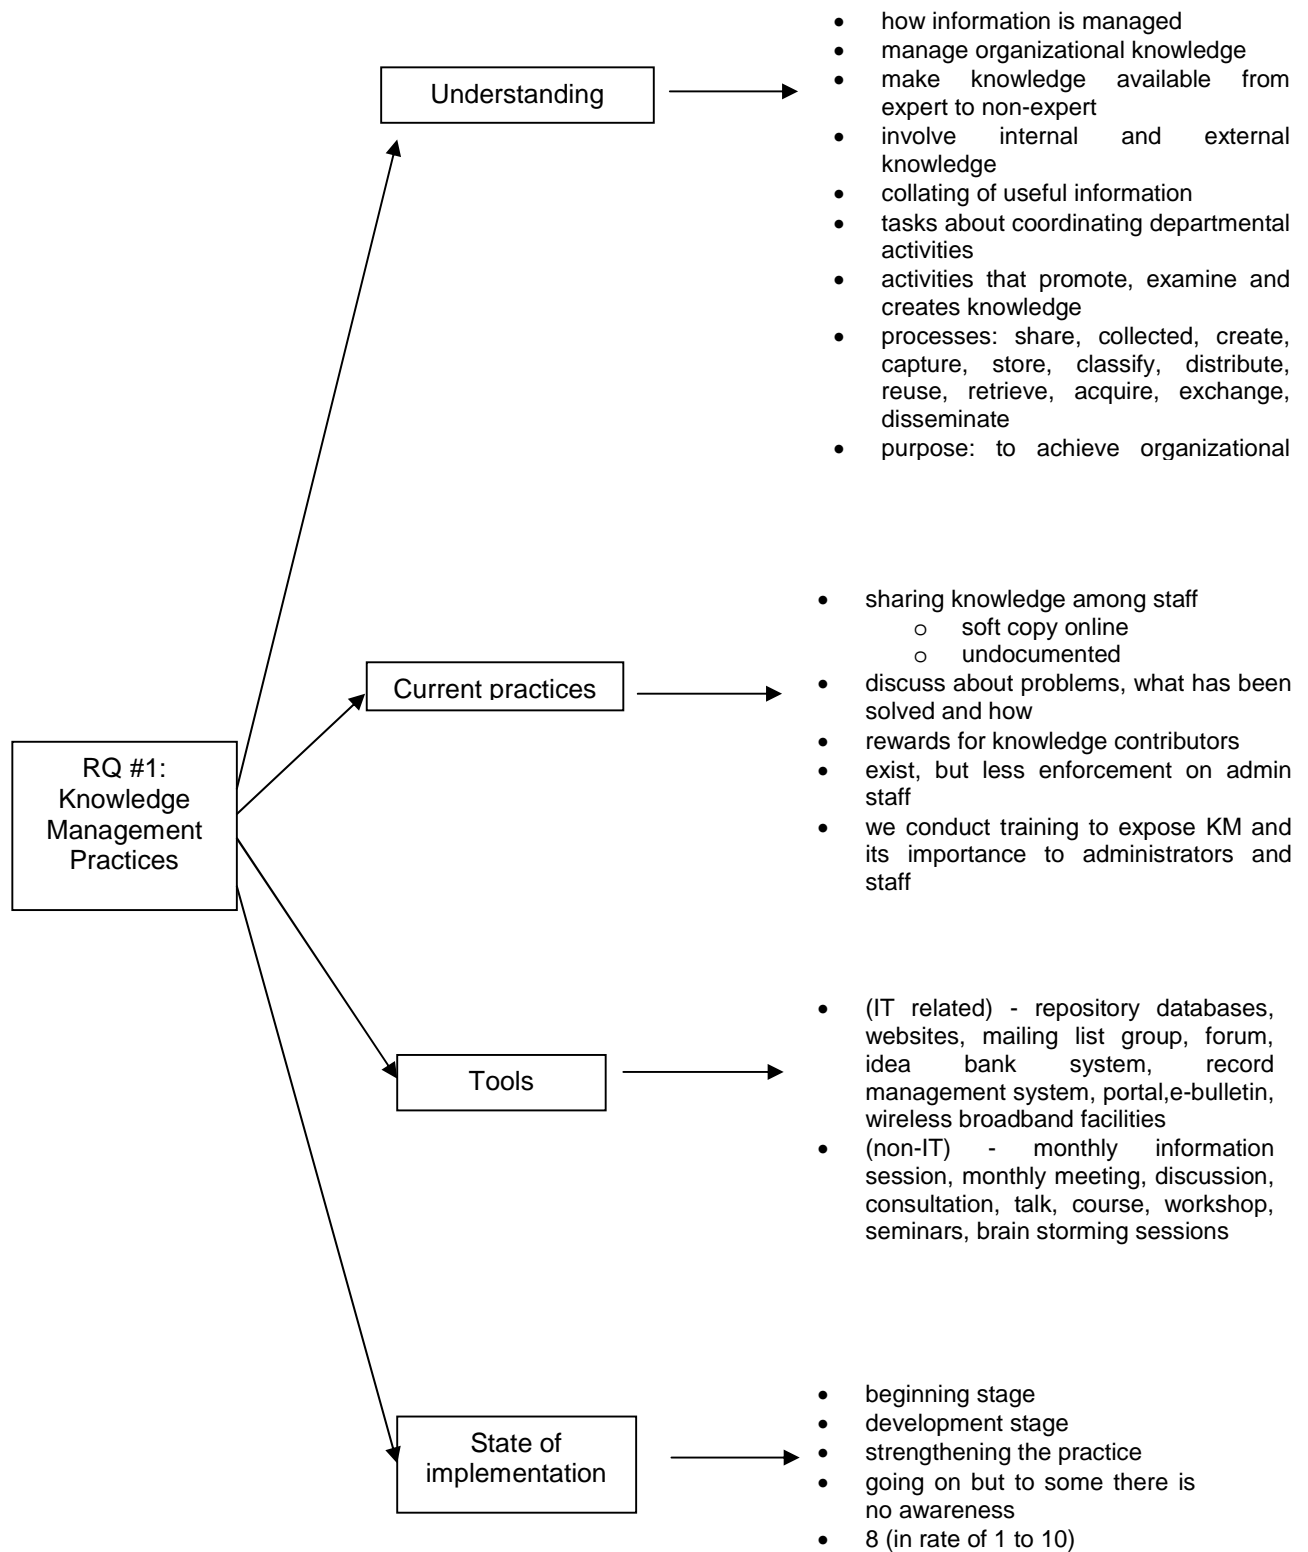 RQ #1:
Knowledge
Management
Practices
Understanding
• how information is managed
• manage organizational knowledge
• make knowledge available from
expert to non-expert
• involve internal and external
knowledge
• collating of useful information
• tasks about coordinating departmental
activities
• activities that promote, examine and
creates knowledge
• processes: share, collected, create,
capture, store, classify, distribute,
reuse, retrieve, acquire, exchange,
disseminate
• purpose: to achieve organizational
Current practices
• sharing knowledge among staff
o soft copy online
o undocumented
• discuss about problems, what has been
solved and how
• rewards for knowledge contributors
• exist, but less enforcement on admin
staff
• we conduct training to expose KM and
its importance to administrators and
staff
Tools
• (IT related) - repository databases,
websites, mailing list group, forum,
idea bank system, record
management system, portal,e-bulletin,
wireless broadband facilities
• (non-IT) - monthly information
session, monthly meeting, discussion,
consultation, talk, course, workshop,
seminars, brain storming sessions
State of
implementation
• beginning stage
• development stage
• strengthening the practice
• going on but to some there is
no awareness
• 8 (in rate of 1 to 10)